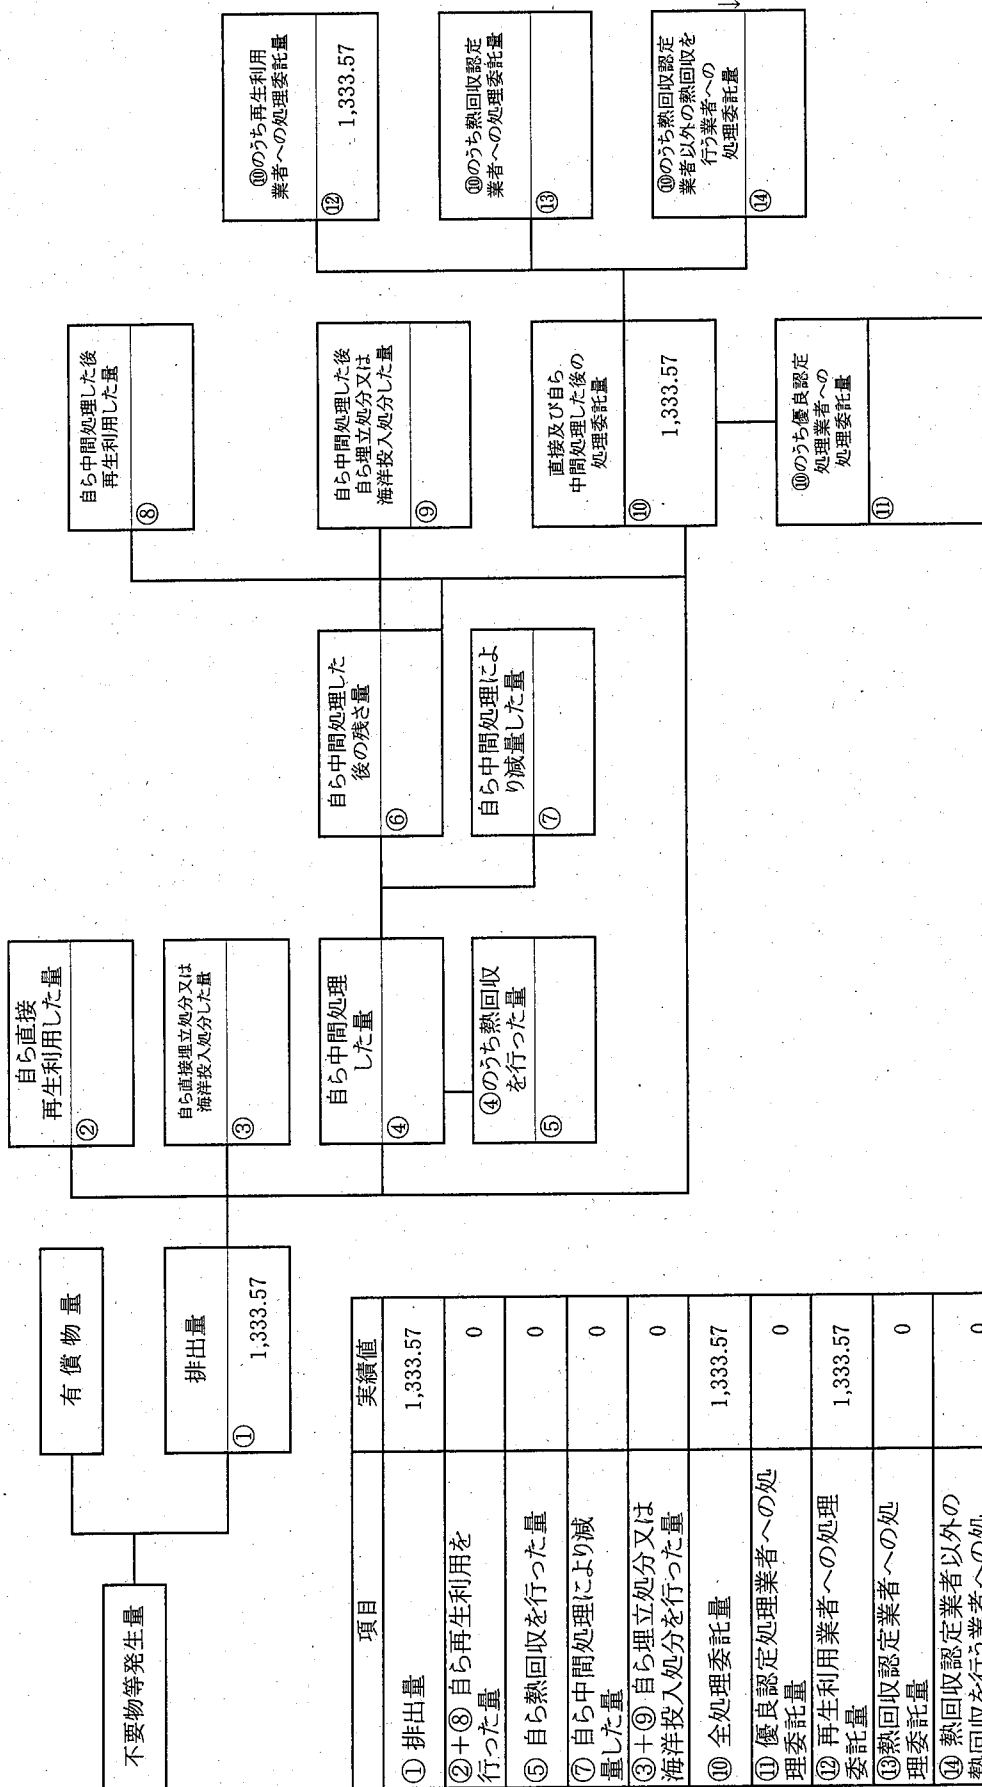 不要物等発生量
有償物量
排出量
①
1,333.57
自ら直接
再生利用した量
②
自ら直接埋立処分又は
海洋投入処分した量
③
自ら中間処理
した量
④
④のうち熱回収
を行った量
⑤
自ら中間処理した
後の残さ量
⑥
自ら中間処理によ
り減量した量
⑦
自ら中間処理した後
再生利用した量
⑧
自ら中間処理した後
自ら埋立処分又は
海洋投入処分した量
⑨
直接及び自ら
中間処理した後の
処理委託量
⑩
1,333.57
⑩のうち優良認定
処理業者への
処理委託量
⑪
⑩のうち再生利用
業者への処理委託量
⑫
1,333.57
⑩のうち熱回収認定
業者への処理委託量
⑬
⑩のうち熱回収認定
業者以外の熱回収を
行う業者への
処理委託量
⑭
項目 実績値
①排出量 1,333.57
②+⑧自ら再生利用を
行った量 0
⑤自ら熱回収を行った量 0
⑦自ら中間処理により減
量した量 0
③+⑨自ら埋立処分又は
海洋投入処分を行った量 0
⑩全処理委託量 1,333.57
⑪優良認定処理業者への処
理委託量 0
⑫再生利用業者への処理
委託量 1,333.57
⑬熱回収認定業者への処
理委託量 0
⑭熱回収認定業者以外の
熱回収を行う業者への処 0